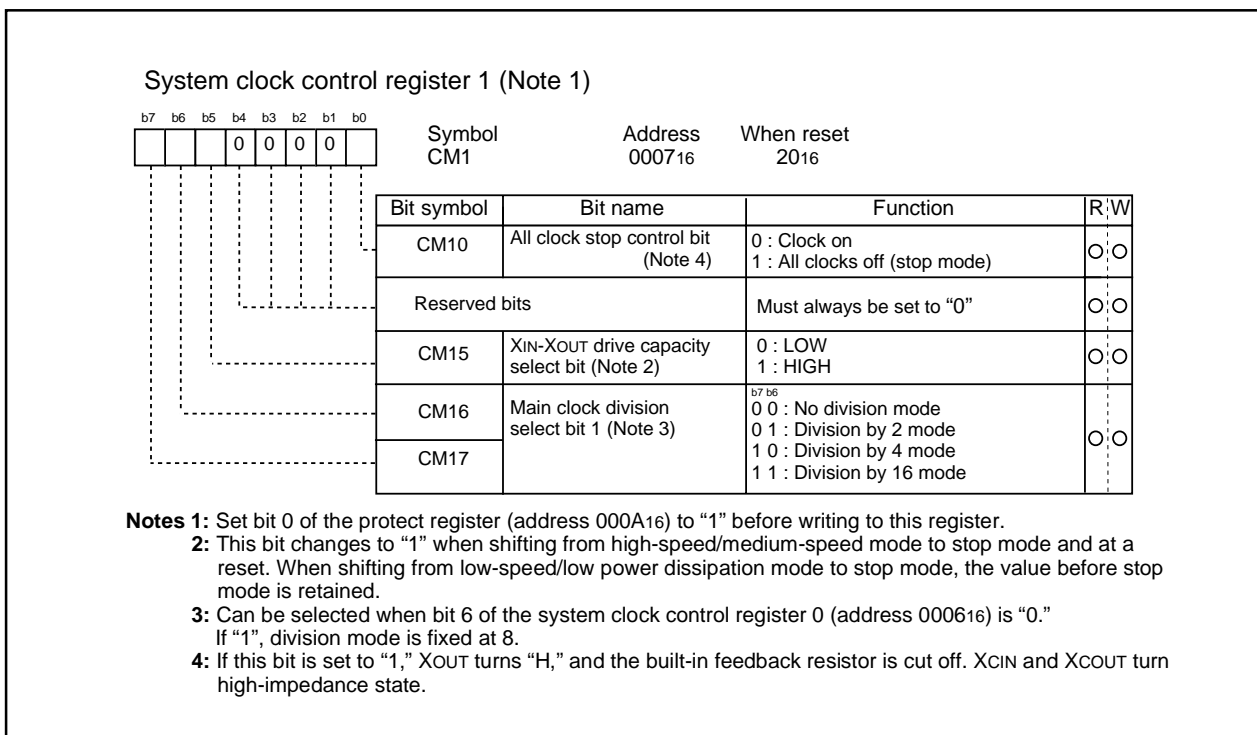 System clock control register 1 (Note 1)
b7 b6 b5 b4 b3 b2 b1 b0
0 0 0 0
Symbol Address When reset
CM1 000716 2016
Bit symbol Bit name Function R W
CM10 All clock stop control bit (Note 4) 0 : Clock on
1 : All clocks off (stop mode)
Reserved bits Must always be set to “0”
CM15 XIN-XOUT drive capacity select bit (Note 2) 0 : LOW
1 : HIGH
CM16 Main clock division select bit 1 (Note 3)
CM17
b7 b6
0 0 : No division mode
0 1 : Division by 2 mode
1 0 : Division by 4 mode
1 1 : Division by 16 mode
Notes 1: Set bit 0 of the protect register (address 000A16) to “1” before writing to this register.
2: This bit changes to “1” when shifting from high-speed/medium-speed mode to stop mode and at a
reset. When shifting from low-speed/low power dissipation mode to stop mode, the value before stop
mode is retained.
3: Can be selected when bit 6 of the system clock control register 0 (address 000616) is “0.”
If “1”, division mode is fixed at 8.
4: If this bit is set to “1,” XOUT turns “H,” and the built-in feedback resistor is cut off. XCIN and XCOUT turn
high-impedance state.